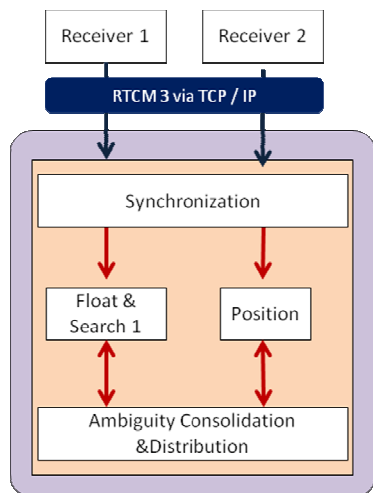 Receiver 1
Receiver 2
RTCM 3 via TCP / IP
Synchronization
Float &
Search 1
Position
Ambiguity Consolidation
&Distribution